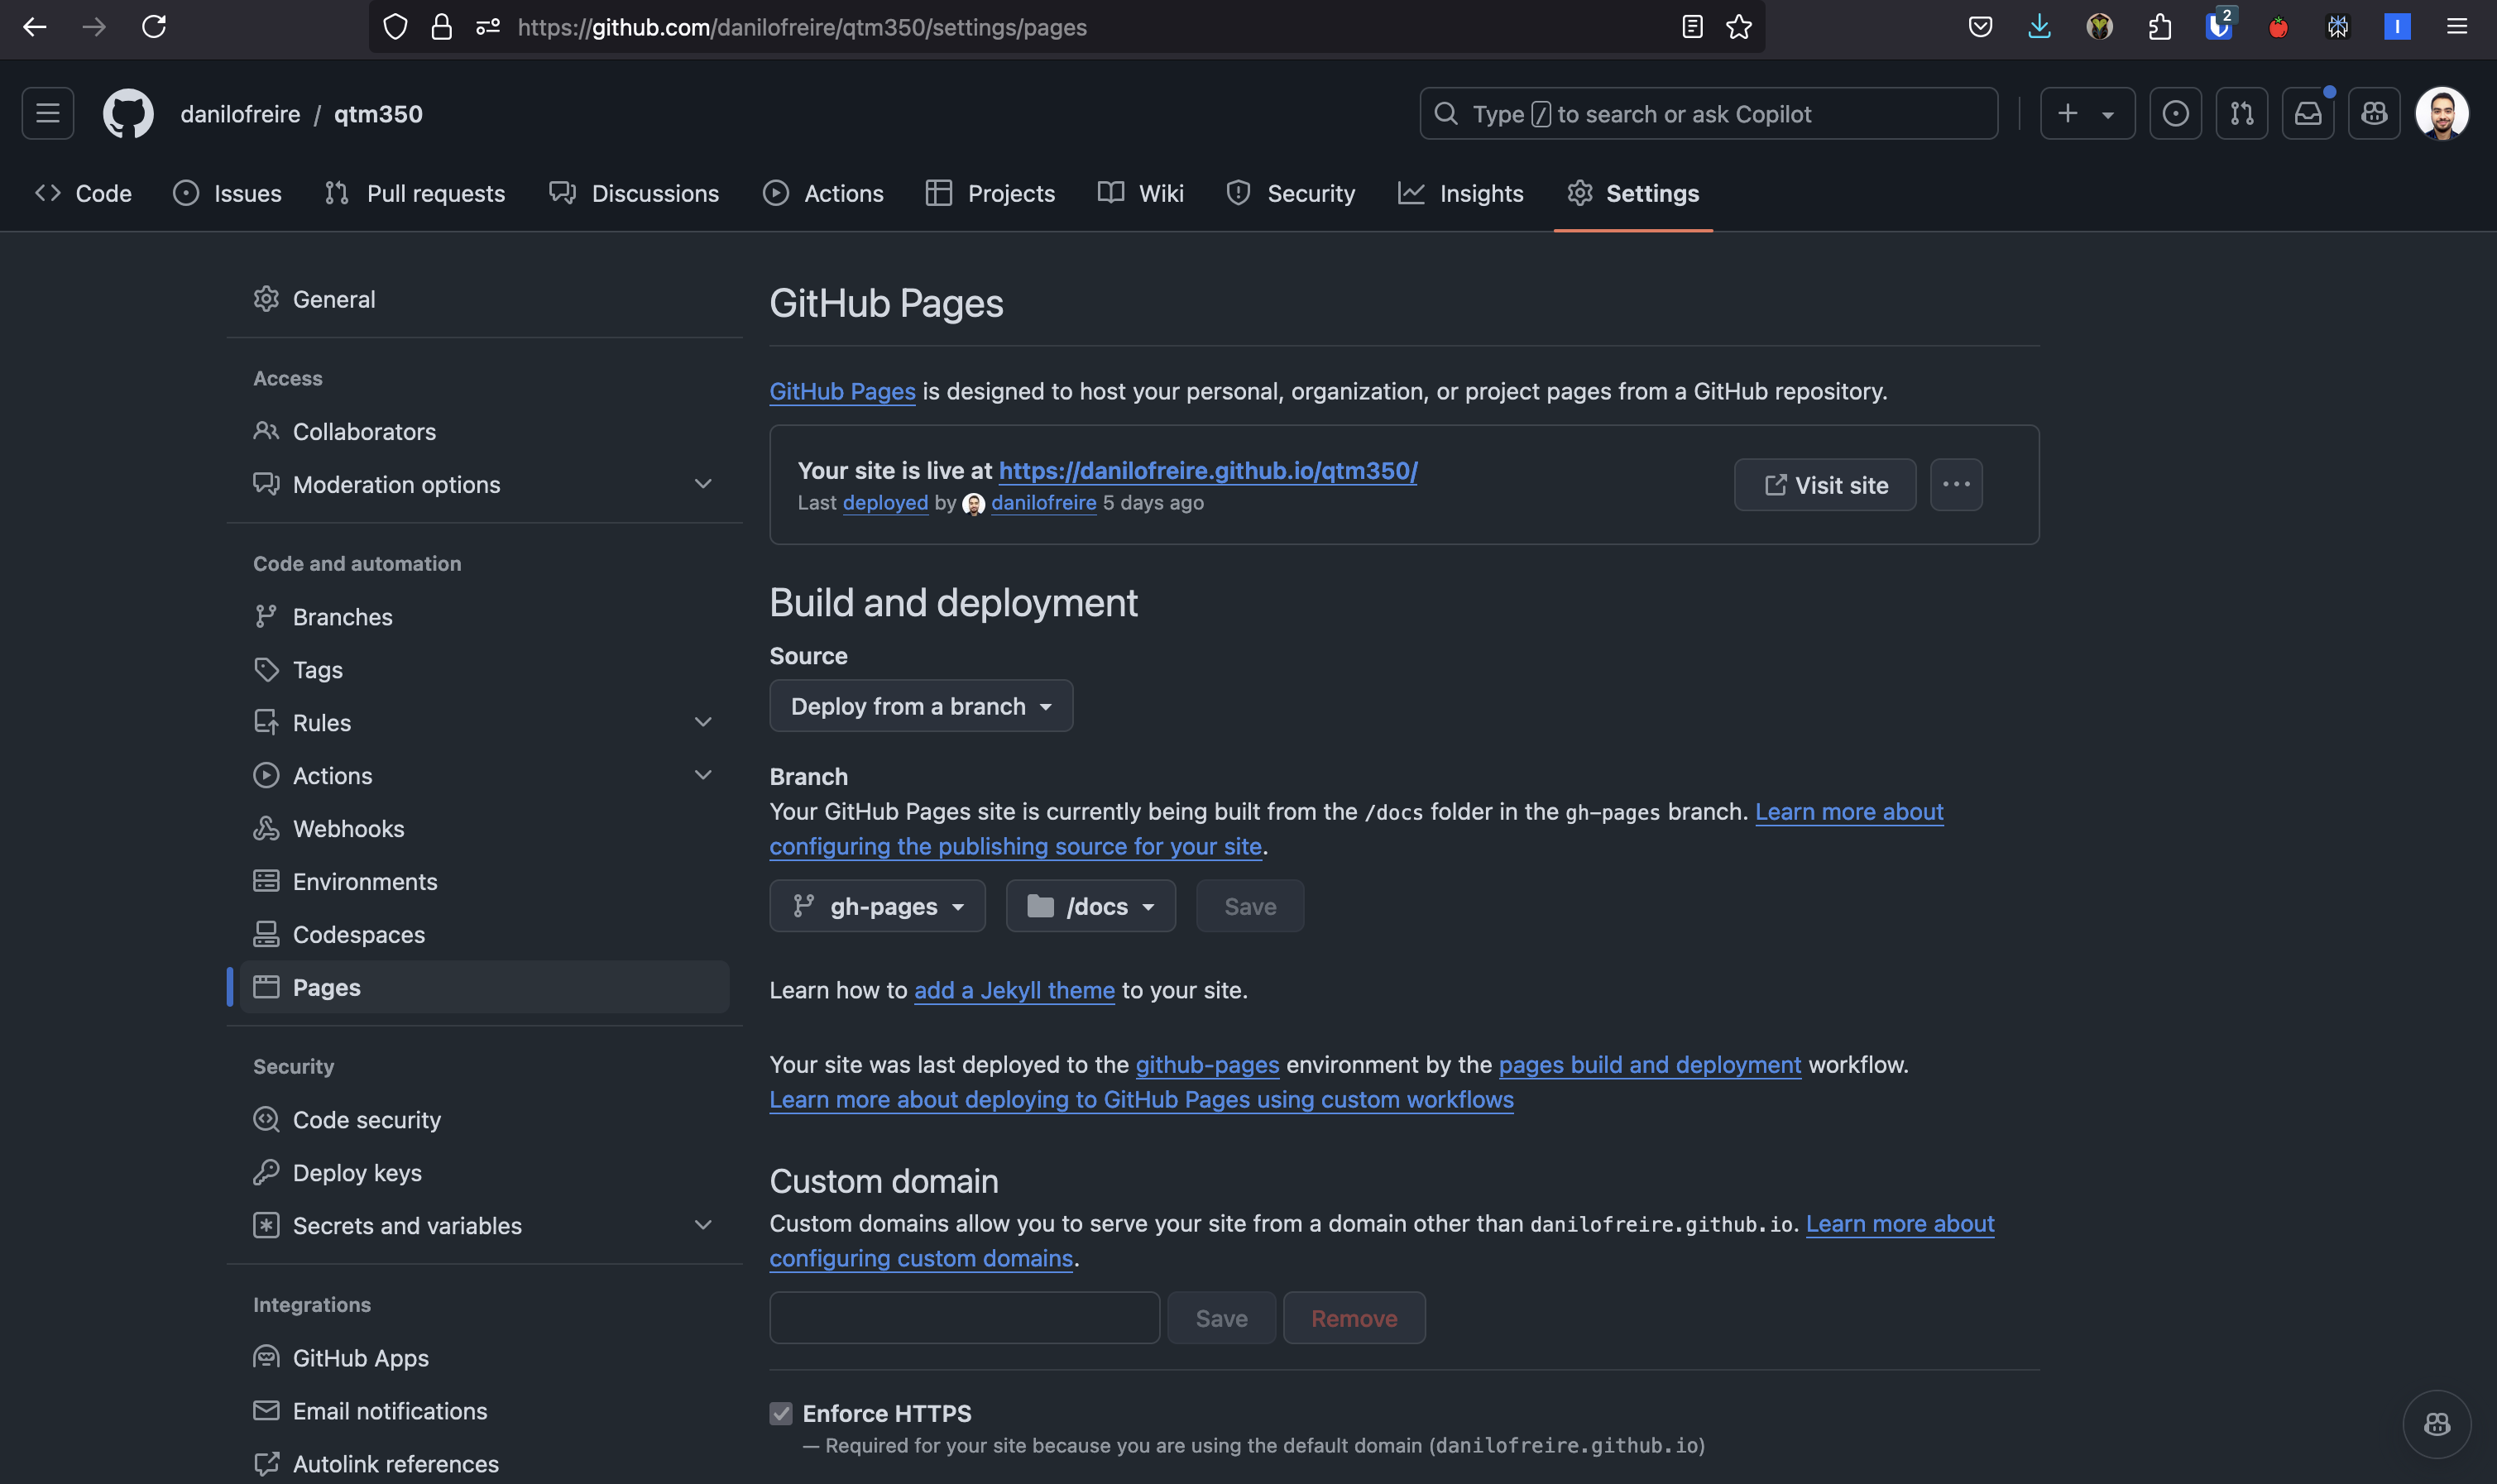 https://github.com/danilofreire/qtm350/settings/pages
2
I
danilofreire / qtm350
Type / to search or ask Copilot
Code
Issues
Pull requests
Discussions
Actions
Projects
Wiki
Security
Insights
Settings
General
Access
Collaborators
Moderation options
Code and automation
Branches
Tags
Rules
Actions
Webhooks
Environments
Codespaces
Pages
Security
Code security
Deploy keys
Secrets and variables
Integrations
GitHub Apps
Email notifications
Autolink references
GitHub Pages
GitHub Pages is designed to host your personal, organization, or project pages from a GitHub repository.
Your site is live at https://danilofreire.github.io/qtm350/
Last deployed by danilofreire 5 days ago
Visit site
Build and deployment
Source
Deploy from a branch
Branch
Your GitHub Pages site is currently being built from the /docs folder in the gh-pages branch. Learn more about
configuring the publishing source for your site.
gh-pages
/docs
Save
Learn how to add a Jekyll theme to your site.
Your site was last deployed to the github-pages environment by the pages build and deployment workflow.
Learn more about deploying to GitHub Pages using custom workflows
Custom domain
Custom domains allow you to serve your site from a domain other than danilofreire.github.io. Learn more about
configuring custom domains.
Save
Remove
Enforce HTTPS
— Required for your site because you are using the default domain (danilofreire.github.io)